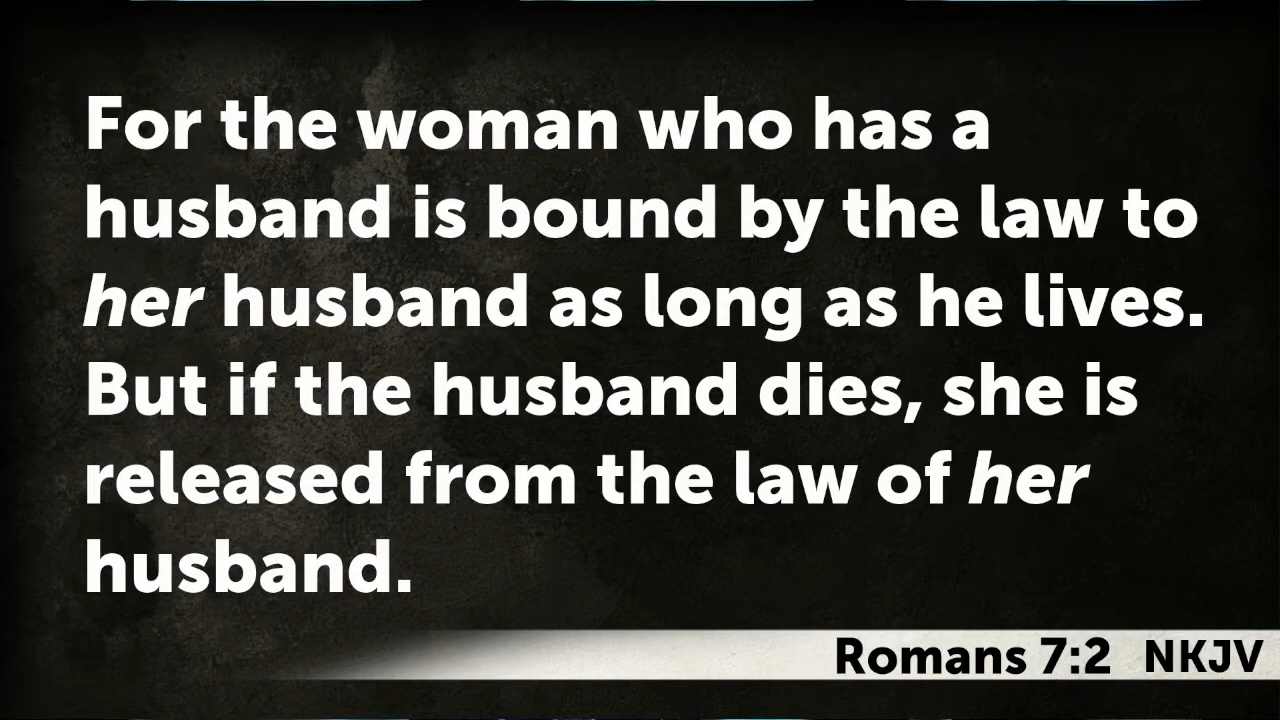 For the woman who has a
husband is bound by the law to
her husband as long as he lives.
But if the husband dies, she is
released from the law of her
husband.
Romans 7:2 NKJV